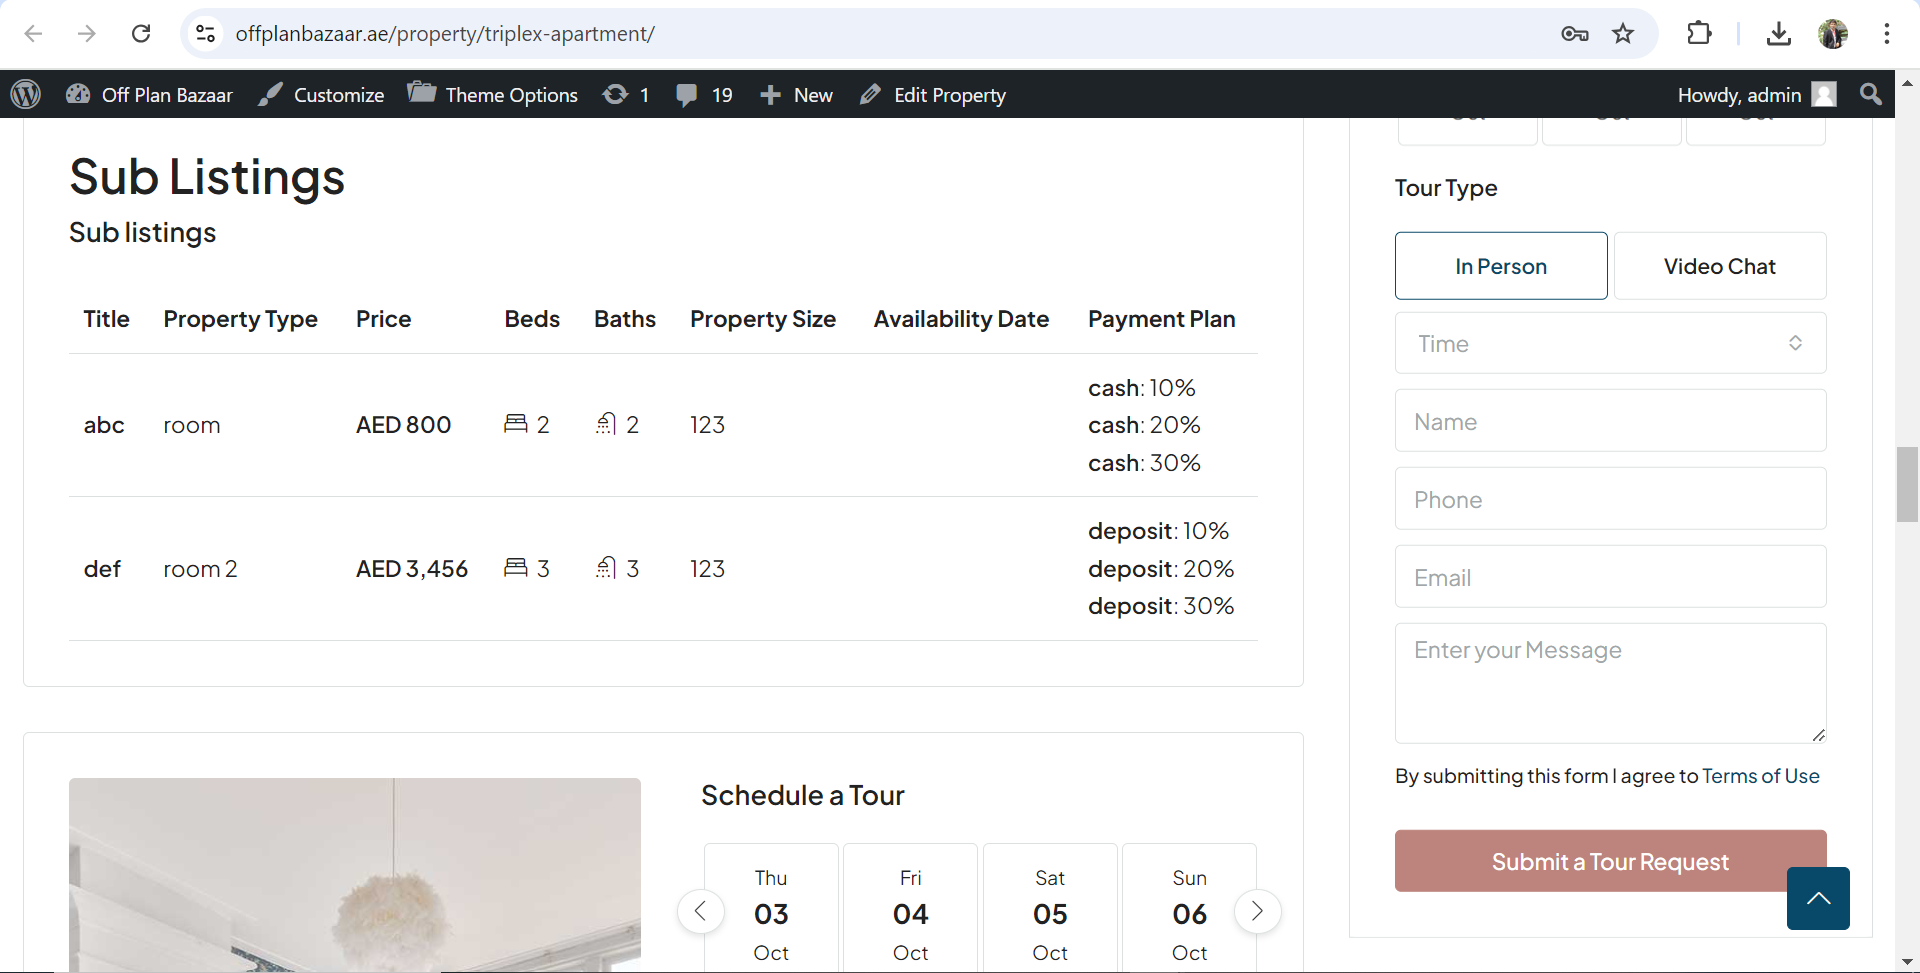 offplanbazaar.ae/property/triplex-apartment/
Off Plan Bazaar Customize Theme Options 1 19 New Edit Property Howdy, admin
Sub Listings
Sub listings
Title Property Type Price Beds Baths Property Size Availability Date Payment Plan
abc room AED 800 2 2 123
cash: 10%
cash: 20%
cash: 30%
def room 2 AED 3,456 3 3 123
deposit: 10%
deposit: 20%
deposit: 30%
Schedule a Tour
Thu Fri Sat Sun
03 04 05 06
Oct Oct Oct Oct
Tour Type
In Person Video Chat
Time
Name
Phone
Email
Enter your Message
By submitting this form I agree to Terms of Use
Submit a Tour Request